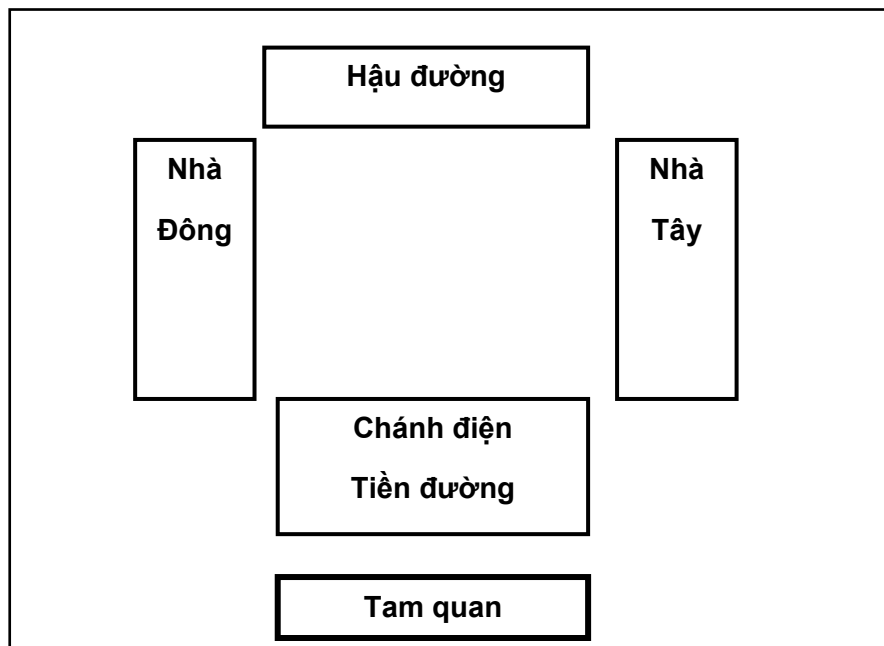 Hậu đường
Nhà
Đông
Nhà
Tây
Chánh điện
Tiền đường
Tam quan